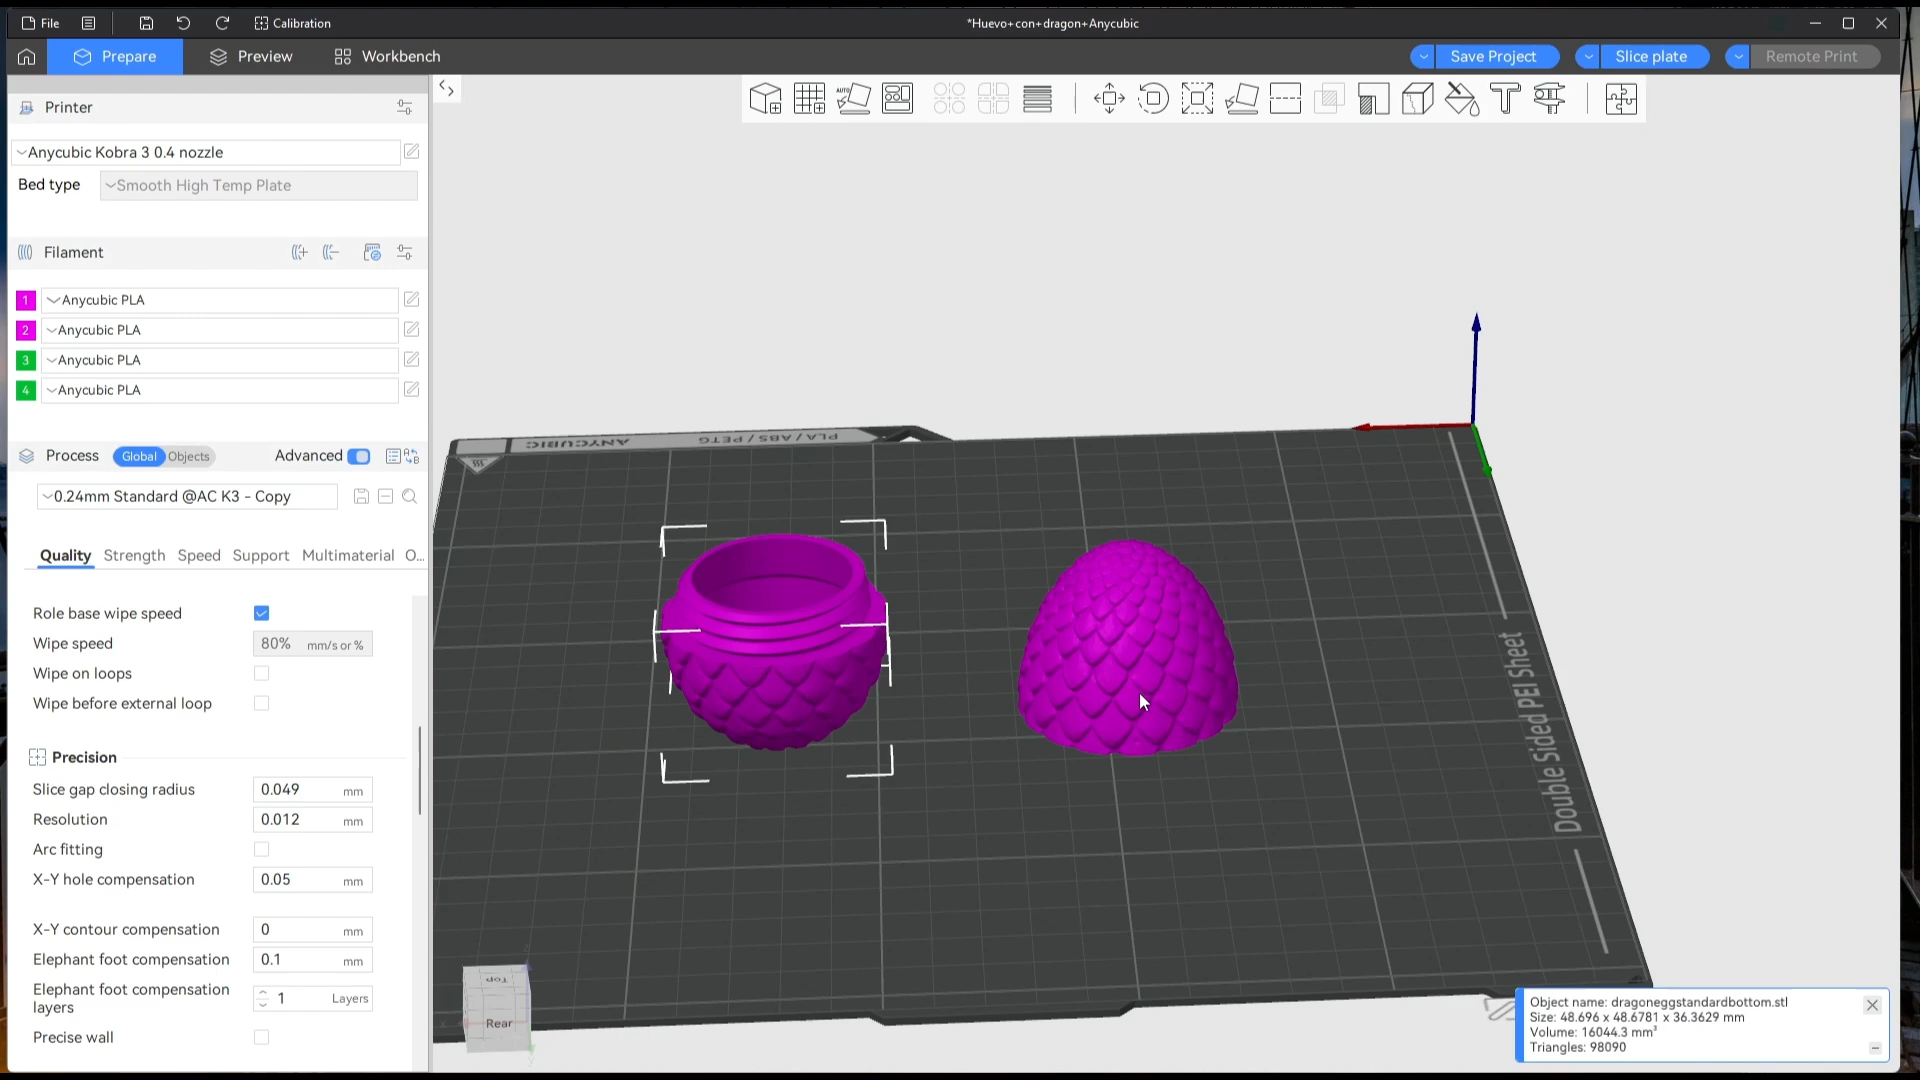 File
Calibration
*Huevo+con+dragon+Anycubic
Prepare
Preview
Workbench
Save Project
Slice plate
Remote Print
Printer
Anycubic Kobra 3 0.4 nozzle
Bed type
Smooth High Temp Plate
Filament
1 Anycubic PLA
2 Anycubic PLA
3 Anycubic PLA
4 Anycubic PLA
Process Global Objects Advanced
0.24mm Standard @AC K3 - Copy
Quality Strength Speed Support Multimaterial O...
Role base wipe speed
Wipe speed 80% mm/s or %
Wipe on loops
Wipe before external loop
Precision
Slice gap closing radius 0.049 mm
Resolution 0.012 mm
Arc fitting
X-Y hole compensation 0.05 mm
X-Y contour compensation 0 mm
Elephant foot compensation 0.1 mm
Elephant foot compensation
layers 1 Layers
Precise wall
AUTO
ANYCUBIC
PLA/ABS/PETG
Double Sided PEI Sheet
Top
Rear
Object name: dragoneggstandardbottom.stl
Size: 48.696 x 48.6781 x 36.3629 mm
Volume: 16044.3 mm³
Triangles: 98090